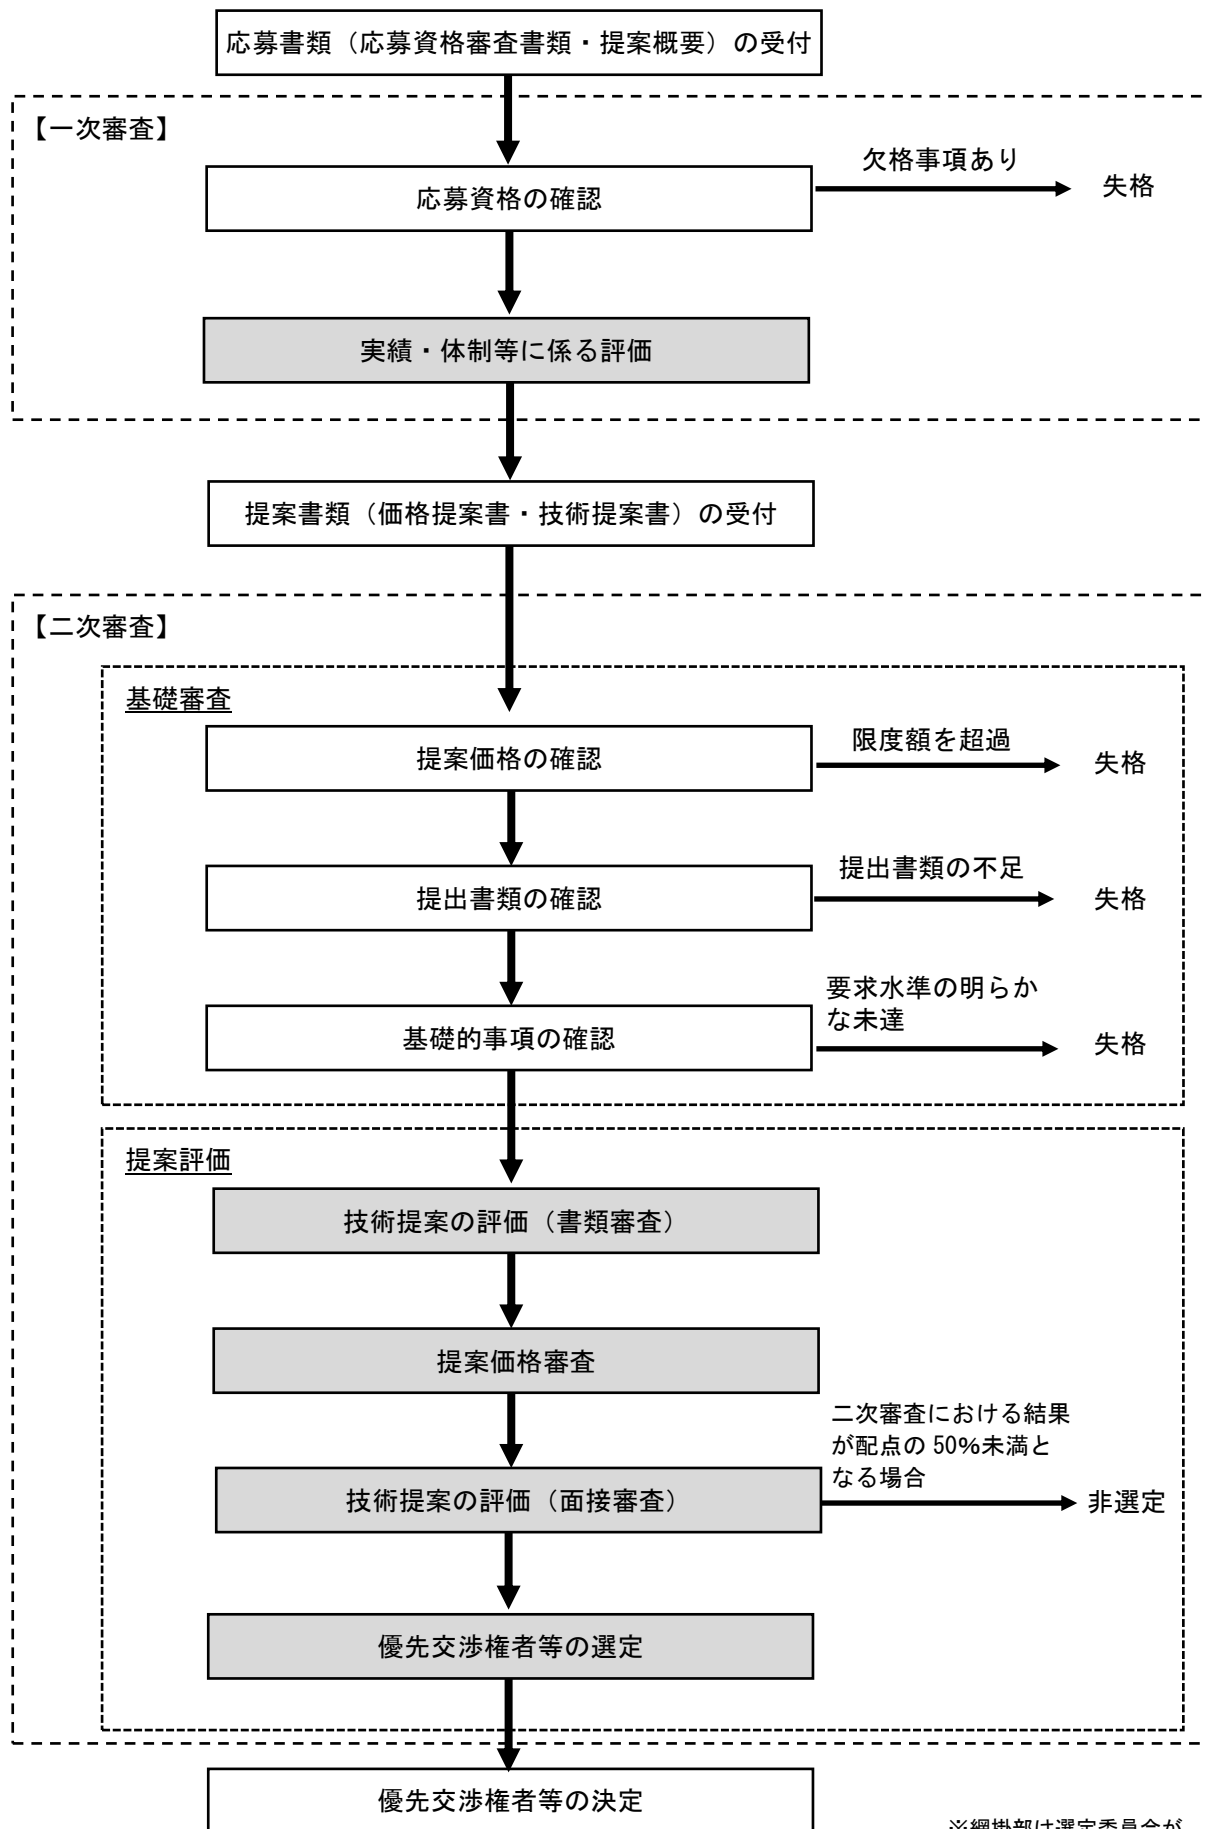 応募書類（応募資格審査書類・提案概要）の受付
【一次審査】
欠格事項あり
応募資格の確認
失格
実績・体制等に係る評価
提案書類（価格提案書・技術提案書）の受付
【二次審査】
基礎審査
限度額を超過
提案価格の確認
失格
提出書類の不足
提出書類の確認
失格
要求水準の明らか
な未達
基礎的事項の確認
失格
提案評価
技術提案の評価（書類審査）
提案価格審査
二次審査における結果
が配点の 50%未満と
なる場合
技術提案の評価（面接審査）
非選定
優先交渉権者等の選定
優先交渉権者等の決定
※網掛部は選定委員会が